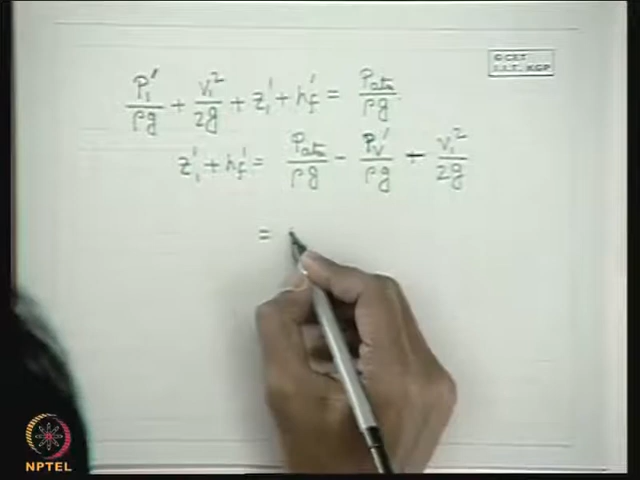 © CET
I.I.T. KGP
P₁'/ρg + V₁²/2g + z₁' + h_f' = P_atm/ρg
z₁' + h_f' = P_atm/ρg - P_v'/ρg - V₁²/2g
=
NPTEL